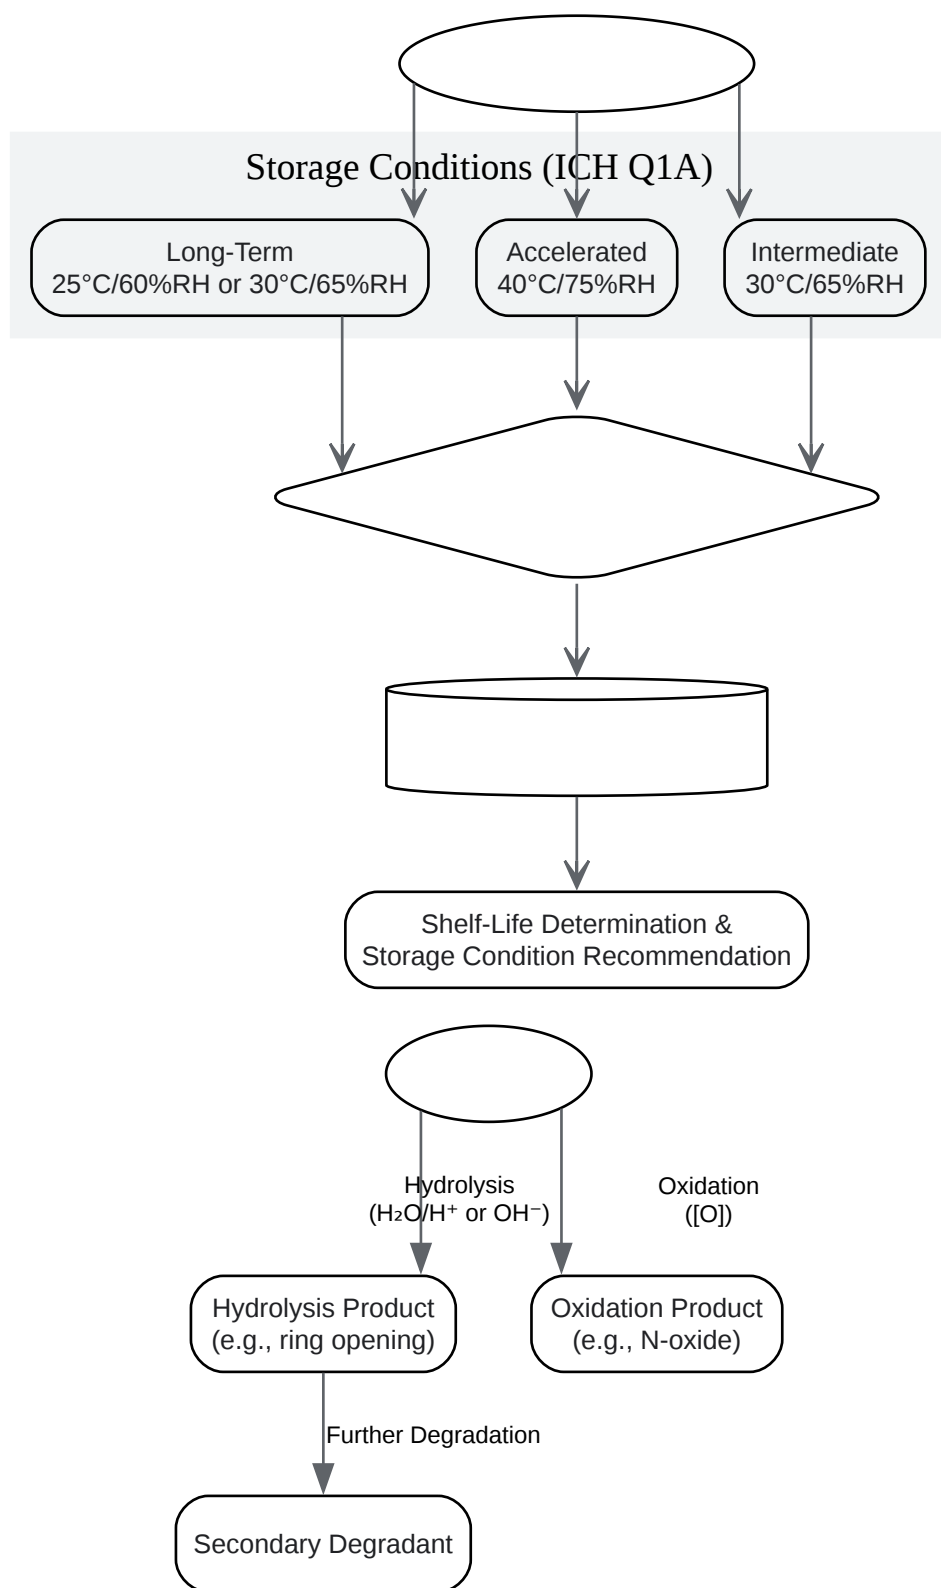 Storage Conditions (ICH Q1A)
Long-Term
25°C/60%RH or 30°C/65%RH
Accelerated
40°C/75%RH
Intermediate
30°C/65%RH
Shelf-Life Determination &
Storage Condition Recommendation
Hydrolysis
(H₂O/H⁺ or OH⁻)
Oxidation
([O])
Hydrolysis Product
(e.g., ring opening)
Oxidation Product
(e.g., N-oxide)
Further Degradation
Secondary Degradant